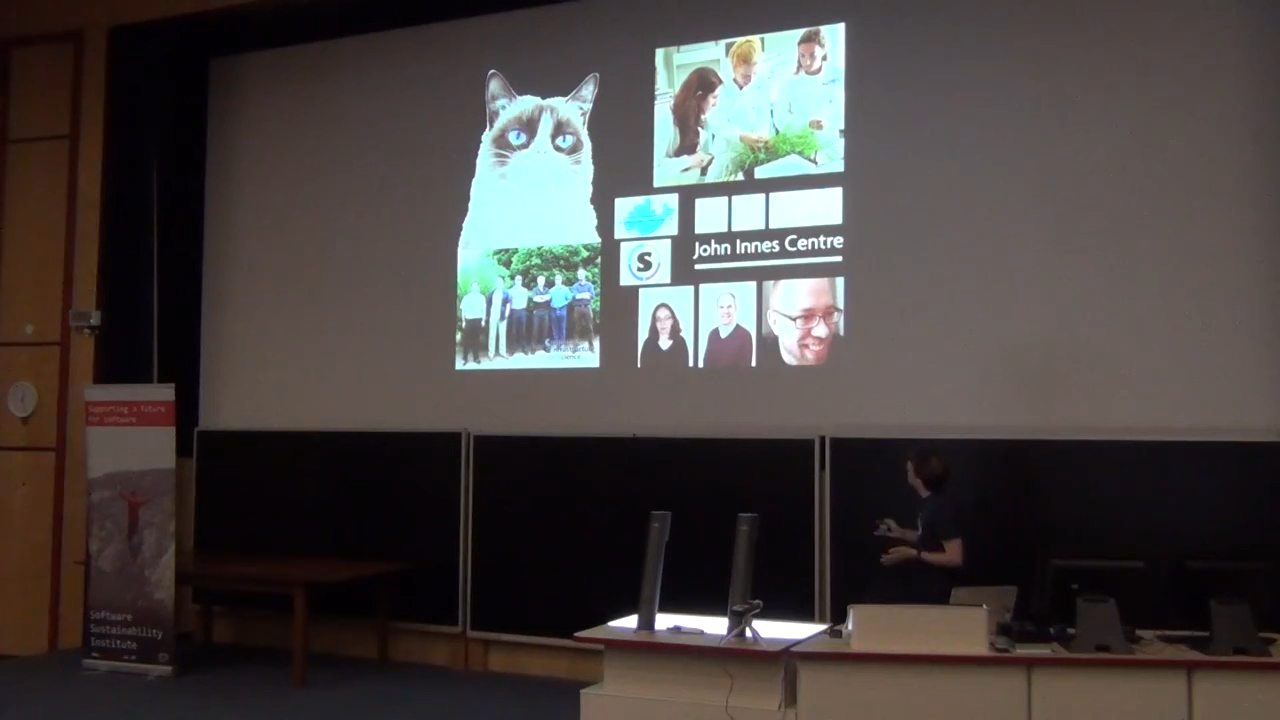 John Innes Centre
S
Supporting a future
for software
Software
Sustainability
Institute